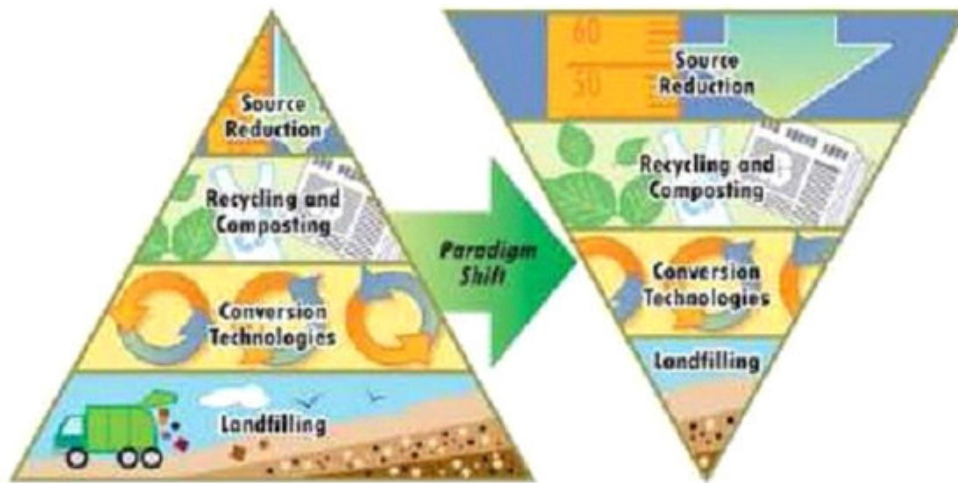 Source
Reduction
Recycling and
Composting
Conversion
Technologies
Landfilling
Paradigm
Shift
60
50
Source
Reduction
Recycling and
Composting
Conversion
Technologies
Landfilling